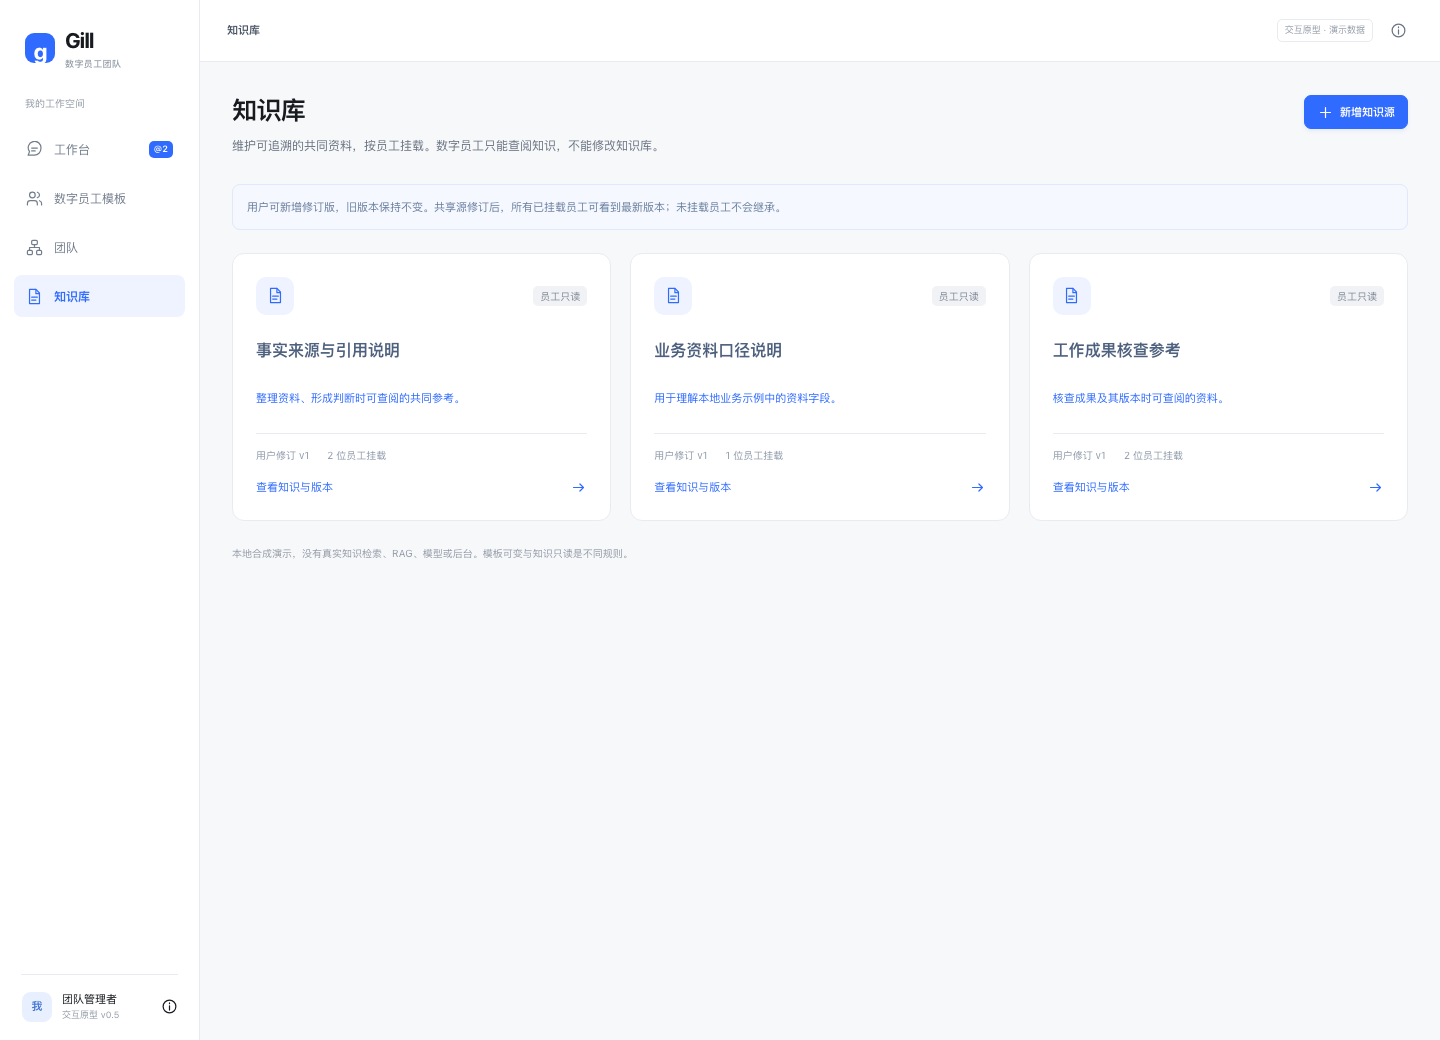 g
Gill
数字员工团队
我的工作空间
工作台
@2
数字员工模板
团队
知识库
我
团队管理者
交互原型 v0.5
知识库
交互原型 · 演示数据
知识库
维护可追溯的共同资料，按员工挂载。数字员工只能查阅知识，不能修改知识库。
新增知识源
用户可新增修订版，旧版本保持不变。共享源修订后，所有已挂载员工可看到最新版本；未挂载员工不会继承。
员工只读
事实来源与引用说明
整理资料、形成判断时可查阅的共同参考。
用户修订 v1 2 位员工挂载
查看知识与版本
员工只读
业务资料口径说明
用于理解本地业务示例中的资料字段。
用户修订 v1 1 位员工挂载
查看知识与版本
员工只读
工作成果核查参考
核查成果及其版本时可查阅的资料。
用户修订 v1 2 位员工挂载
查看知识与版本
本地合成演示，没有真实知识检索、RAG、模型或后台。模板可变与知识只读是不同规则。